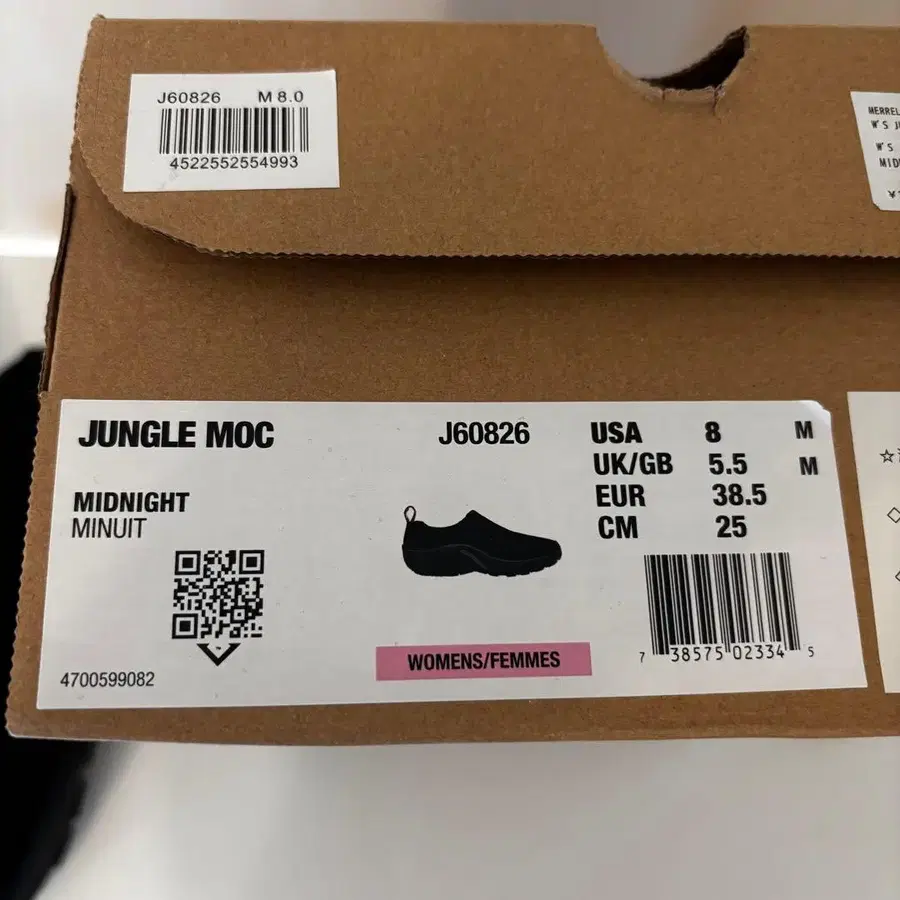 J60826 M 8.0
4522552554993
MERREL
W'S
W'S
MID
¥
JUNGLE MOC
J60826
USA 8 M
UK/GB 5.5 M
EUR 38.5
CM 25
MIDNIGHT
MINUIT
WOMENS/FEMMES
7 38575 02334 5
4700599082